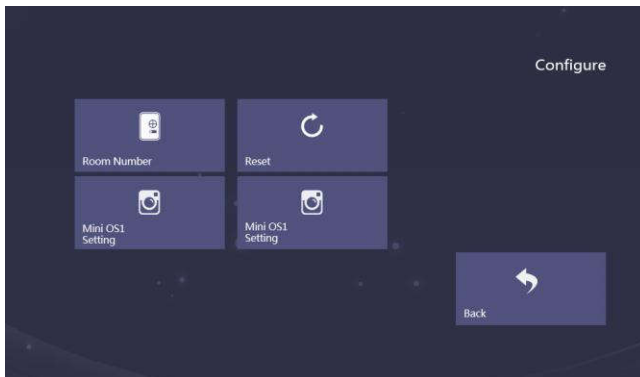 Configure
Room Number
Reset
Mini OS1
Setting
Mini OS1
Setting
Back